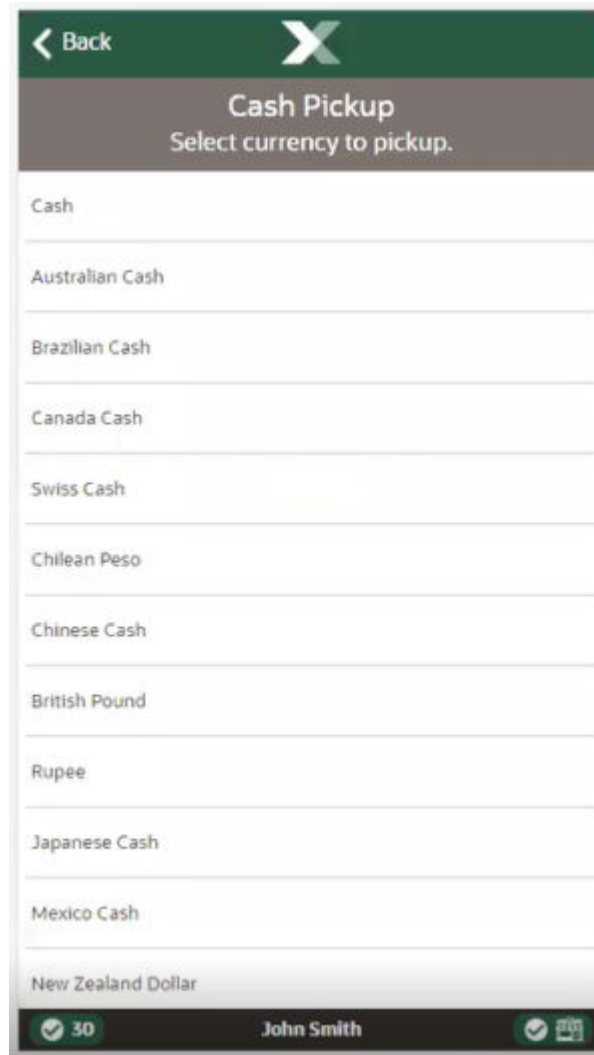 Back
Cash Pickup
Select currency to pickup.
Cash
Australian Cash
Brazilian Cash
Canada Cash
Swiss Cash
Chilean Peso
Chinese Cash
British Pound
Rupee
Japanese Cash
Mexico Cash
New Zealand Dollar
30 John Smith